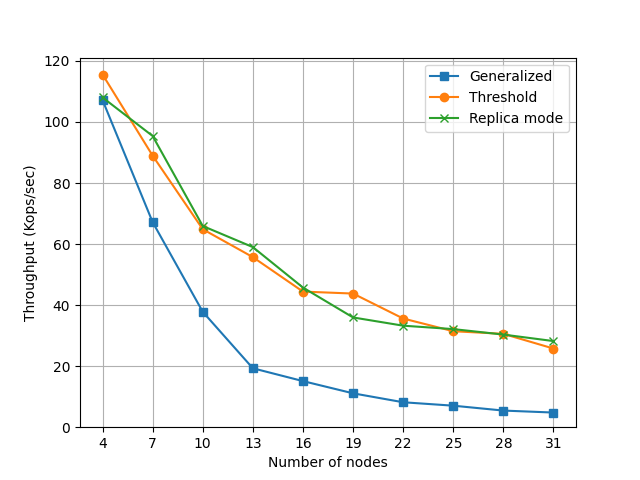 Generalized
Threshold
Replica mode
Throughput (Kops/sec)
120
100
80
60
40
20
0
4 7 10 13 16 19 22 25 28 31
Number of nodes